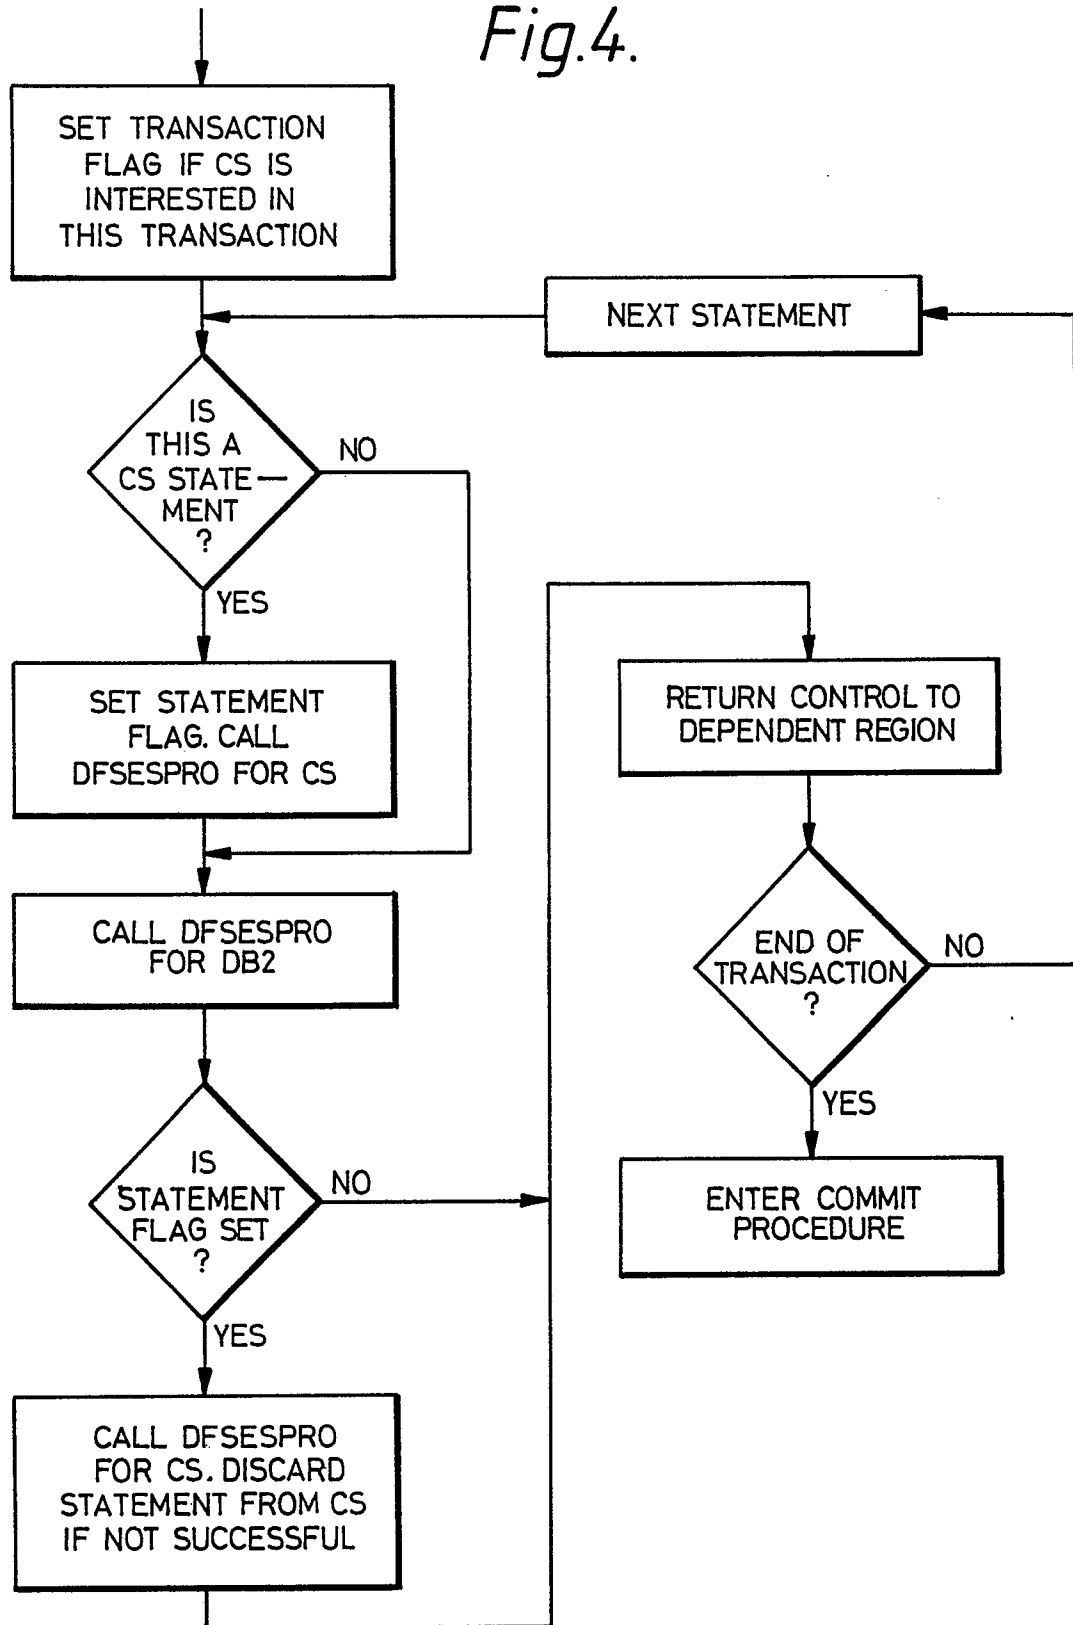 Fig.4.
SET TRANSACTION
FLAG IF CS IS
INTERESTED IN
THIS TRANSACTION
NEXT STATEMENT
IS
THIS A
CS STATE—
MENT
?
NO
YES
SET STATEMENT
FLAG. CALL
DFSESPRO FOR CS
CALL DFSESPRO
FOR DB2
IS
STATEMENT
FLAG SET
?
NO
YES
CALL DFSESPRO
FOR CS. DISCARD
STATEMENT FROM CS
IF NOT SUCCESSFUL
RETURN CONTROL TO
DEPENDENT REGION
END OF
TRANSACTION
?
NO
YES
ENTER COMMIT
PROCEDURE